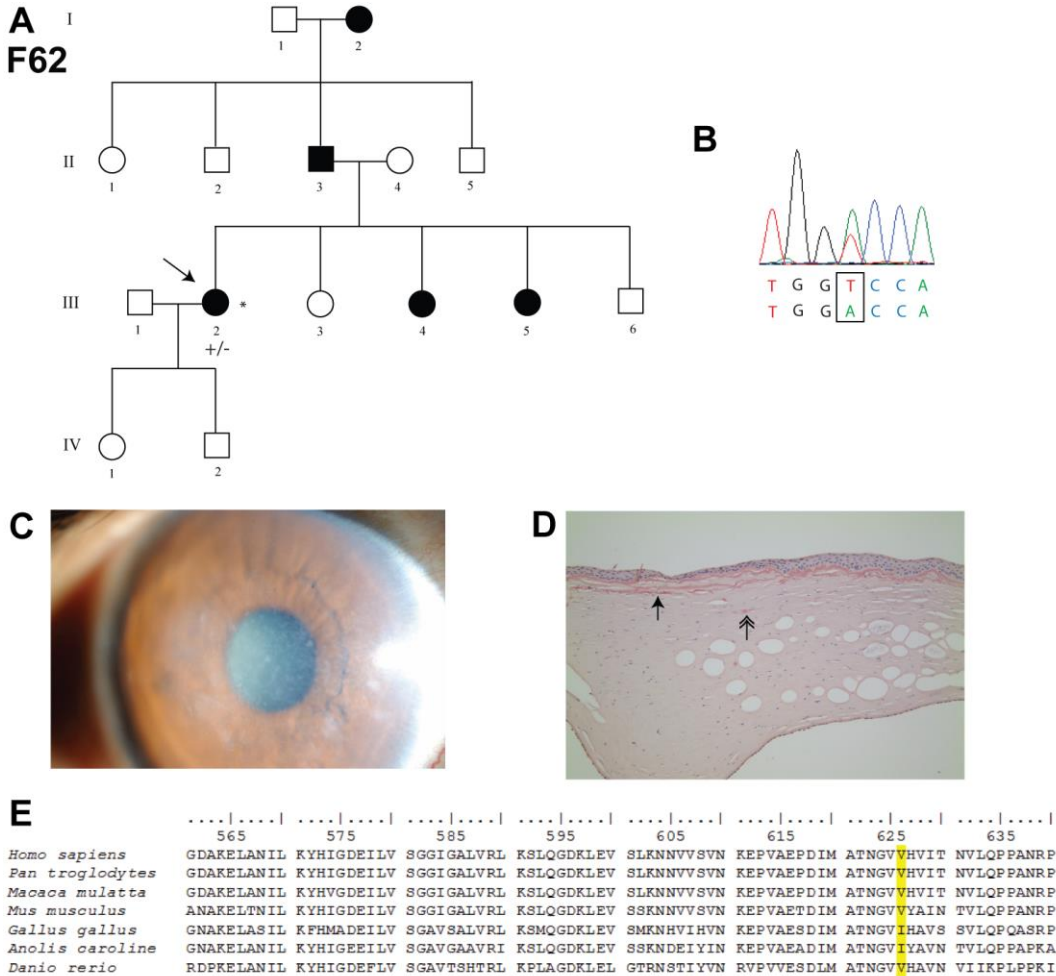 A
F62
I
1
2
II
1
2
3
4
5
III
1
2
*
3
4
5
6
+/-
IV
1
2
B
T G G T C C A
T G G A C C A
C
D
E
....|....| ....|....| ....|....| ....|....| ....|....| ....|....| ....|....| ....|....|
565 575 585 595 605 615 625 635
Homo sapiens GDAKELANIL KYHIGDEILV SGGIGALVRL KSLQGDKLEV SLKNNVVSVN KEPVAEPDIM ATNGVVHVIT NVLQPPANRP
Pan troglodytes GDAKELANIL KYHIGDEILV SGGIGALVRL KSLQGDKLEV SLKNNVVSVN KEPVAEPDIM ATNGVVHVIT NVLQPPANRP
Macaca mulatta GDAKELANIL KYHVGDEILV SGGIGALVRL KSLQGDKLEV SLKNNVVSVN KEPVAEPDIM ATNGVVHVIT NVLQPPANRP
Mus musculus ANAKELTNIL KYHIGDEILV SGGIGALVRL KSLQGDKLEV SSKNNVVSVN KEPVAETDIM ATNGVVYAIN TVLQPPANRP
Gallus gallus GNAKELASIL KFHMADEILV SGAVSALVRL KSMQGDKLEV SMKNHVIHVN KEPVAESDIM ATNGVIHAVS SVLQPQASRP
Anolis caroline GNAKELANIL KYHIGEEILV SGAVGAAVRI KSLQGDKLEV SSKNDEIYIN KEPVAEADIM ATNGVIYAVN TVLQPPAPKA
Danio rerio RDPKELANIL KYHIGDEFLV SGAVTSHTRL KPLAGDKLEL GTRNSTIYVN RVPVVESDLM ATNGVVHAVN VIIKPLPPKI